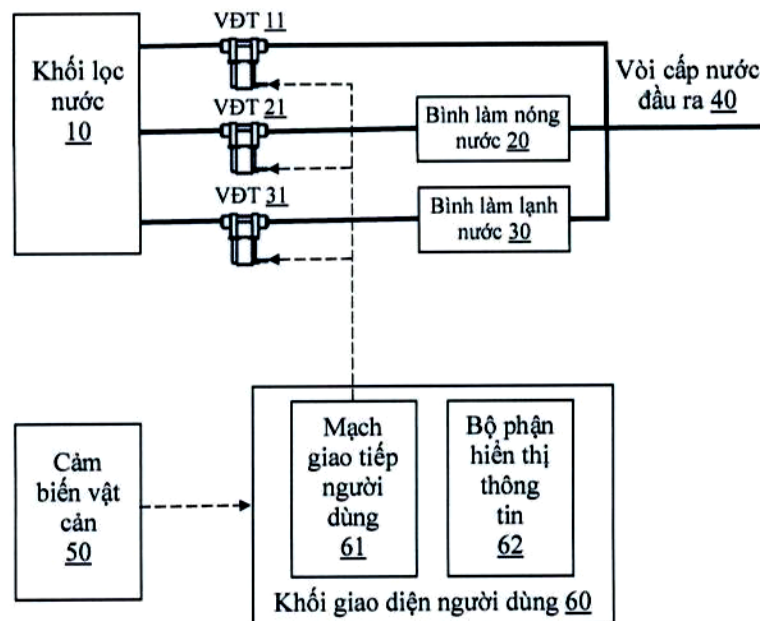 VĐT 11
Khối lọc
nước
10
VĐT 21
VĐT 31
Bình làm nóng
nước 20
Bình làm lạnh
nước 30
Vòi cấp nước
đầu ra 40
Cảm
biến vật
cản
50
Mạch
giao tiếp
người
dùng
61
Bộ phận
hiển thị
thông
tin
62
Khối giao diện người dùng 60